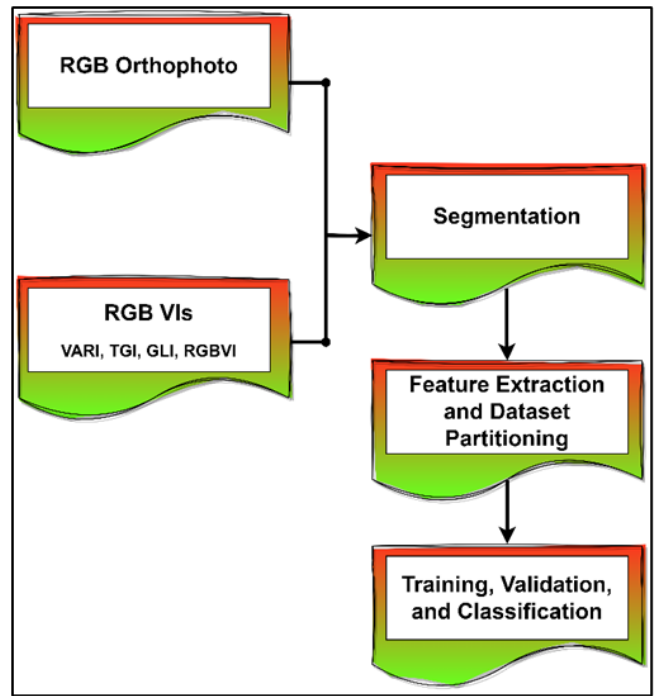 RGB Orthophoto
RGB VIs
VARI, TGI, GLI, RGBVI
Segmentation
Feature Extraction
and Dataset
Partitioning
Training, Validation,
and Classification